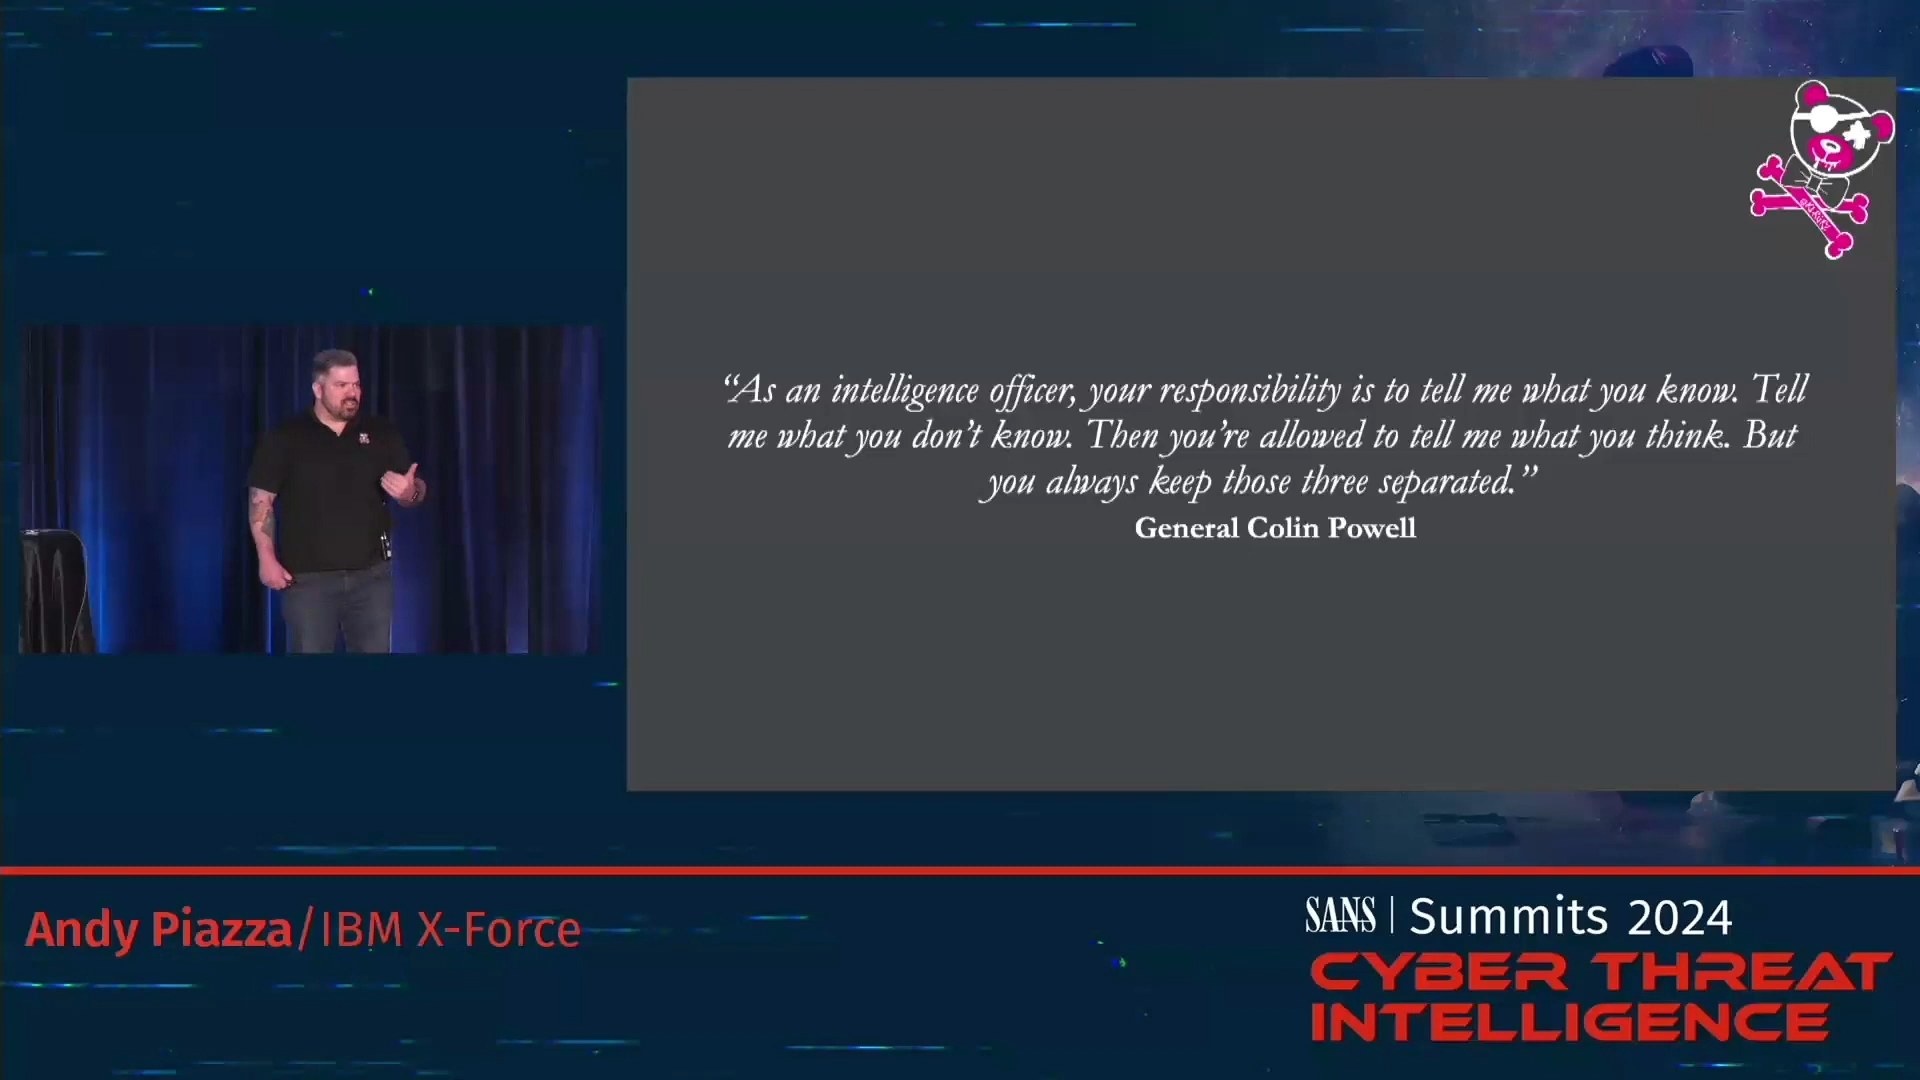 “As an intelligence officer, your responsibility is to tell me what you know. Tell
me what you don’t know. Then you’re allowed to tell me what you think. But
you always keep those three separated.”
General Colin Powell
Andy Piazza/IBM X-Force
SANS | Summits 2024
CYBER THREAT
INTELLIGENCE